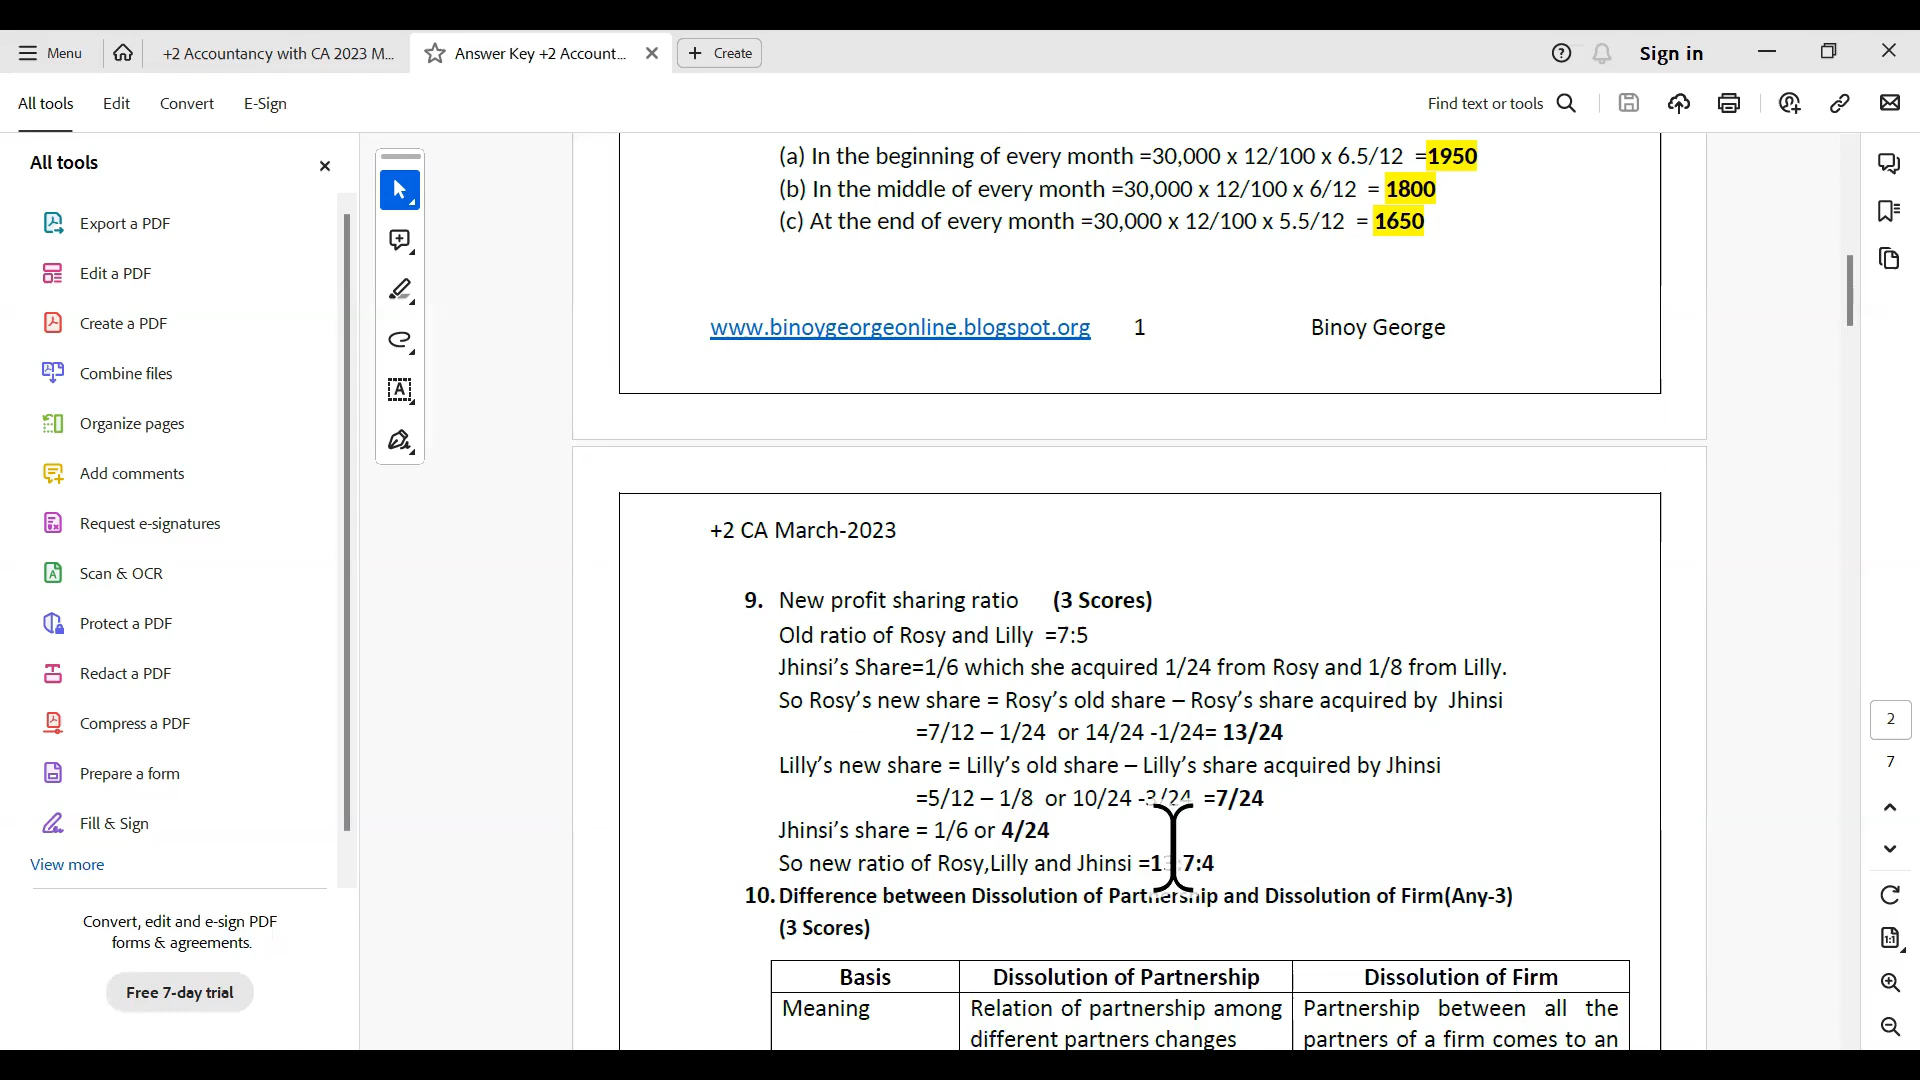 Menu
+2 Accountancy with CA 2023 M...
Answer Key +2 Account...
Create
Sign in
All tools
Edit
Convert
E-Sign
Find text or tools
All tools
Export a PDF
Edit a PDF
Create a PDF
Combine files
Organize pages
Add comments
Request e-signatures
Scan & OCR
Protect a PDF
Redact a PDF
Compress a PDF
Prepare a form
Fill & Sign
View more
Convert, edit and e-sign PDF
forms & agreements.
Free 7-day trial
(a) In the beginning of every month =30,000 x 12/100 x 6.5/12 =1950
(b) In the middle of every month =30,000 x 12/100 x 6/12 = 1800
(c) At the end of every month =30,000 x 12/100 x 5.5/12 = 1650
www.binoygeorgeonline.blogspot.org 1 Binoy George
+2 CA March-2023
9. New profit sharing ratio (3 Scores)
Old ratio of Rosy and Lilly =7:5
Jhinsi's Share=1/6 which she acquired 1/24 from Rosy and 1/8 from Lilly.
So Rosy's new share = Rosy's old share – Rosy's share acquired by Jhinsi
=7/12 – 1/24 or 14/24 -1/24= 13/24
Lilly's new share = Lilly's old share – Lilly's share acquired by Jhinsi
=5/12 – 1/8 or 10/24 -3/24 =7/24
Jhinsi's share = 1/6 or 4/24
So new ratio of Rosy,Lilly and Jhinsi =13:7:4
10. Difference between Dissolution of Partnership and Dissolution of Firm(Any-3)
(3 Scores)
Basis Dissolution of Partnership Dissolution of Firm
Meaning Relation of partnership among Partnership between all the
different partners changes partners of a firm comes to an
2
7